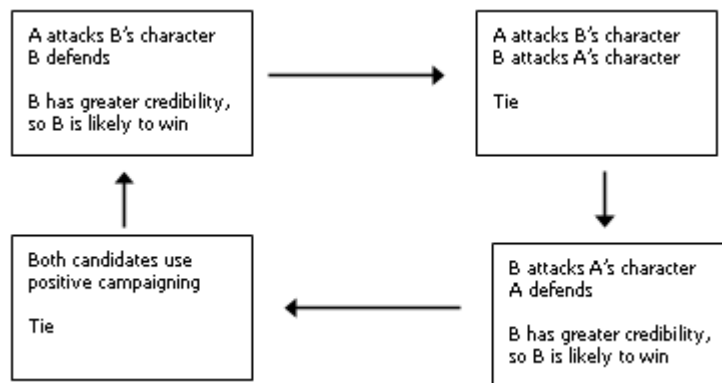 A attacks B's character
B defends
B has greater credibility,
so B is likely to win
A attacks B's character
B attacks A's character
Tie
Both candidates use
positive campaigning
Tie
B attacks A's character
A defends
B has greater credibility,
so B is likely to win